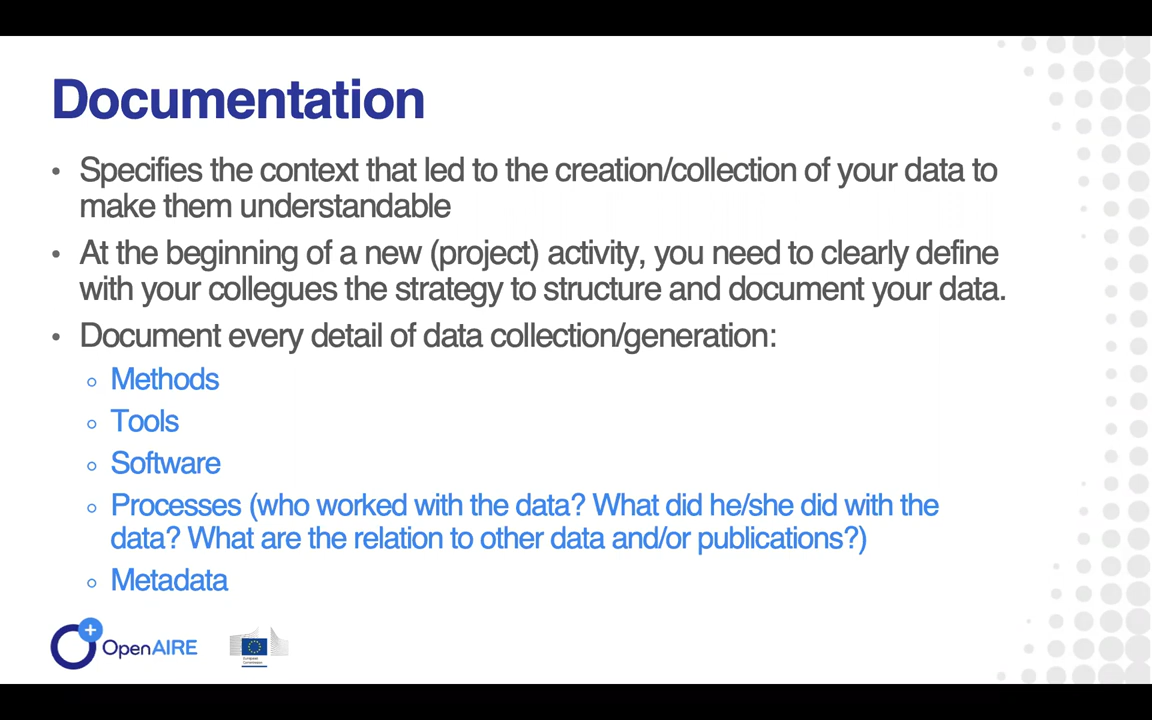 Documentation
• Specifies the context that led to the creation/collection of your data to
make them understandable
• At the beginning of a new (project) activity, you need to clearly define
with your collegues the strategy to structure and document your data.
• Document every detail of data collection/generation:
◦ Methods
◦ Tools
◦ Software
◦ Processes (who worked with the data? What did he/she did with the
data? What are the relation to other data and/or publications?)
◦ Metadata
+
OpenAIRE
European
Commission